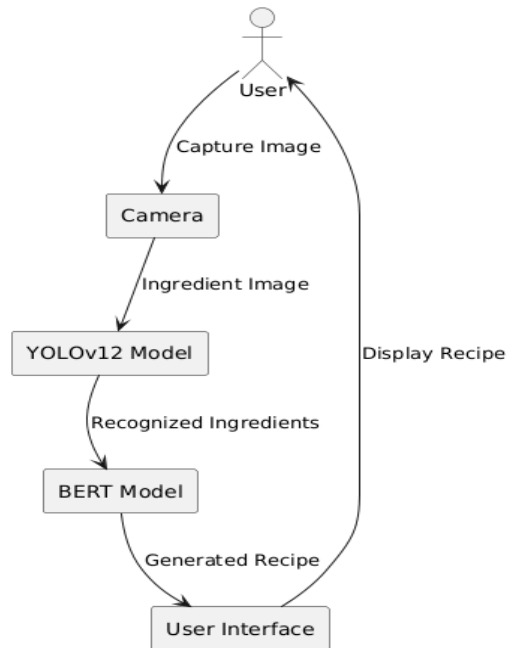 User
Capture Image
Camera
Ingredient Image
YOLOv12 Model
Display Recipe
Recognized Ingredients
BERT Model
Generated Recipe
User Interface